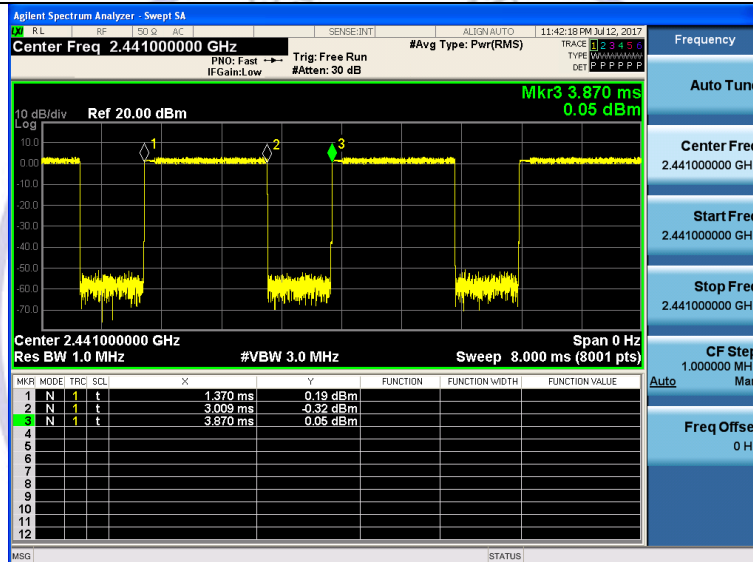 Agilent Spectrum Analyzer - Swept SA
RL RF 50 Ω AC SENSE:INT ALIGN AUTO 11:42:18 PM Jul 12, 2017
Center Freq 2.441000000 GHz #Avg Type: Pwr(RMS) TRACE 1 2 3 4 5 6
TYPE
PNO: Fast Trig: Free Run
IFGain:Low #Atten: 30 dB DET P P P P P P
Mkr3 3.870 ms
0.05 dBm
10 dB/div Ref 20.00 dBm
Log
10.0
0.00
-10.0
-20.0
-30.0
-40.0
-50.0
-60.0
-70.0
1
2
3
Center 2.441000000 GHz Span 0 Hz
Res BW 1.0 MHz #VBW 3.0 MHz Sweep 8.000 ms (8001 pts)
MKR MODE TRC SCL X Y FUNCTION FUNCTION WIDTH FUNCTION VALUE
1 N 1 t 1.370 ms 0.19 dBm
2 N 1 t 3.009 ms -0.32 dBm
3 N 1 t 3.870 ms 0.05 dBm
4
5
6
7
8
9
10
11
12
MSG STATUS
Frequency
Auto Tun
Center Fre
2.441000000 GH
Start Fre
2.441000000 GH
Stop Fre
2.441000000 GH
CF Ste
1.000000 MH
Auto Ma
Freq Offse
0 H